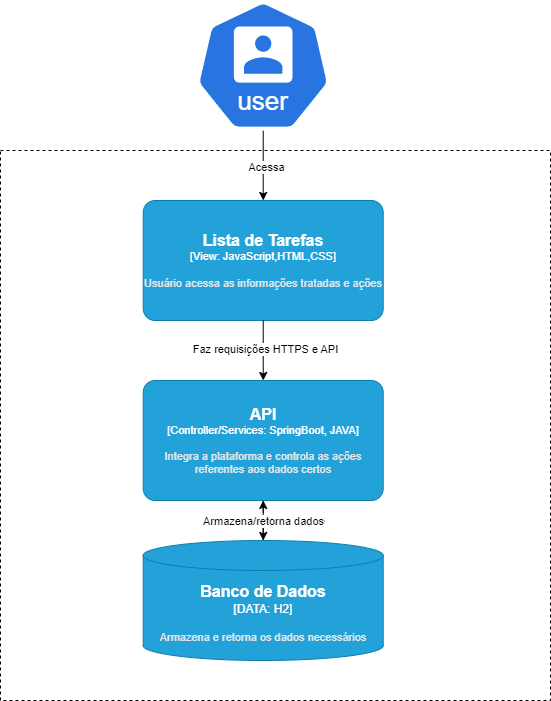 user
Acessa
Lista de Tarefas
[View: JavaScript,HTML,CSS]
Usuário acessa as informações tratadas e ações
Faz requisições HTTPS e API
API
[Controller/Services: SpringBoot, JAVA]
Integra a plataforma e controla as ações
referentes aos dados certos
Armazena/retorna dados
Banco de Dados
[DATA: H2]
Armazena e retorna os dados necessários